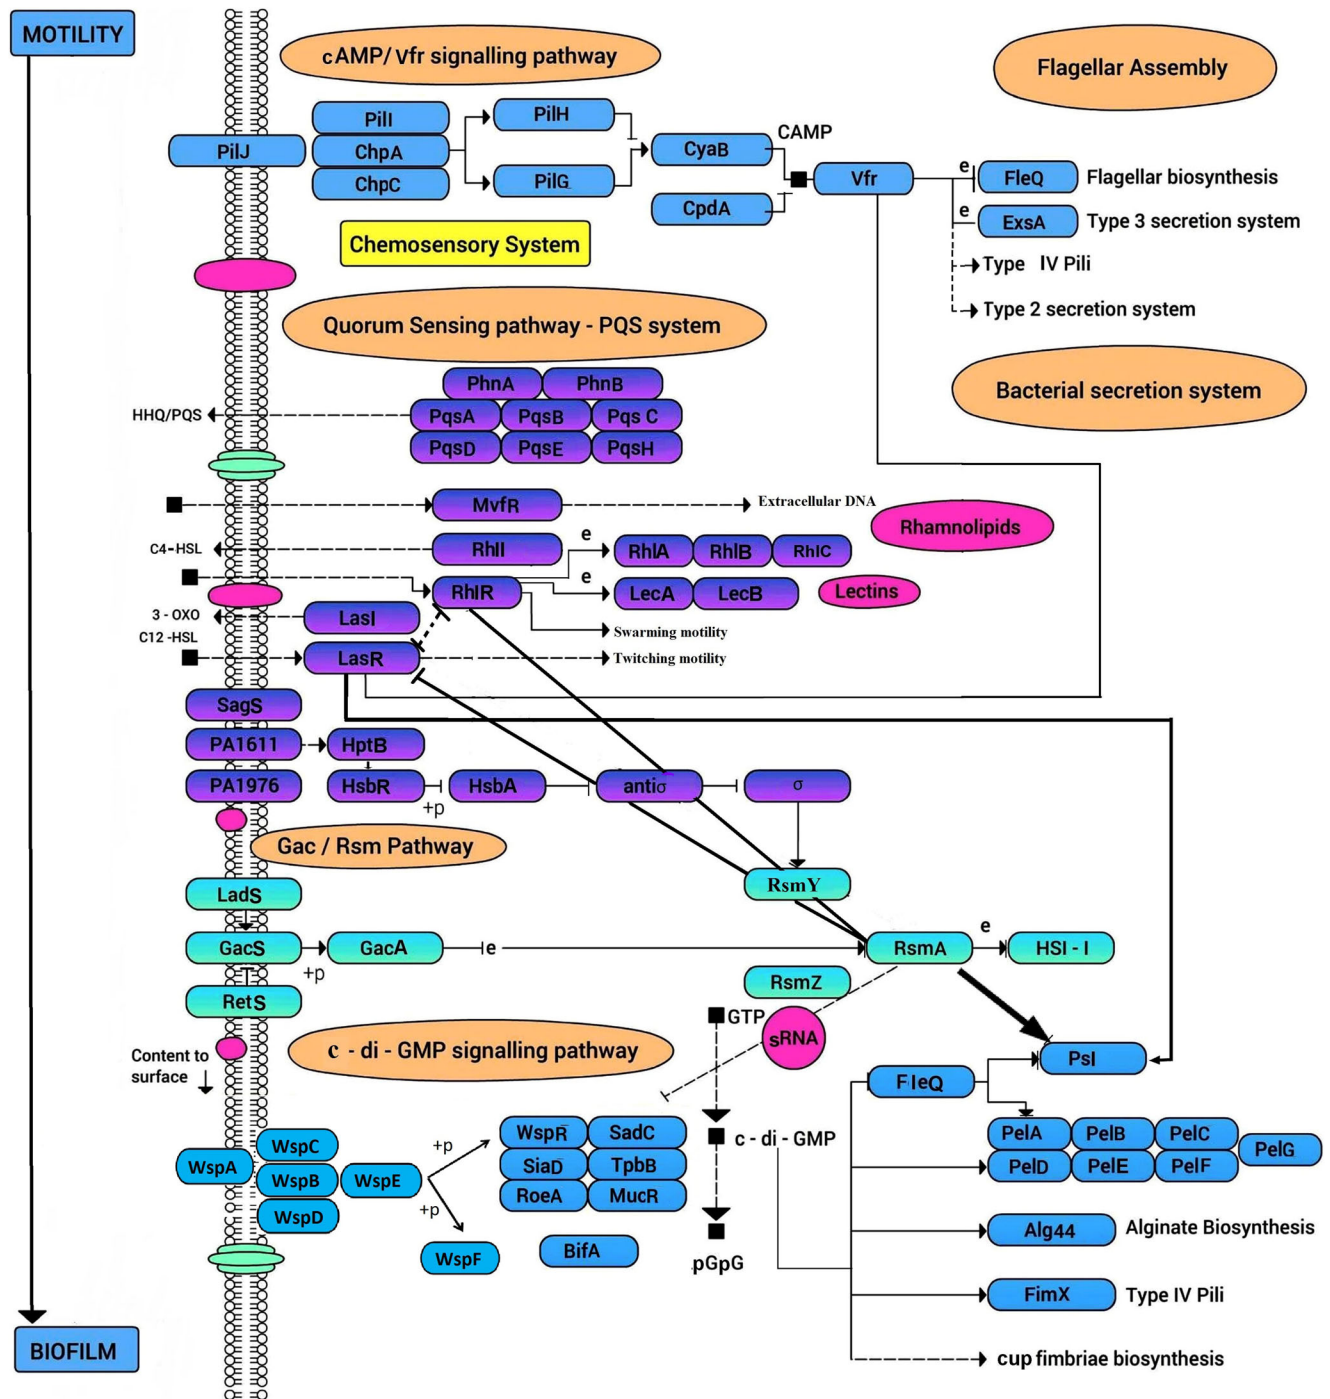 MOTILITY
cAMP/ Vfr signalling pathway
Flagellar Assembly
PilI
PilH
CAMP
PilJ
ChpA
CyaB
ChpC
PilG
Vfr
e
FleQ
Flagellar biosynthesis
CpdA
e
ExsA
Type 3 secretion system
Chemosensory System
Type IV Pili
Type 2 secretion system
Quorum Sensing pathway - PQS system
PhnA
PhnB
Bacterial secretion system
HHQ/PQS
PqsA
PqsB
Pqs C
PqsD
PqsE
PqsH
MvfR
Extracellular DNA
Rhamnolipids
C4-HSL
RhlI
e
RhlA
RhlB
RhlC
RhlR
e
LecA
LecB
Lectins
3 - OXO
C12 -HSL
LasI
Swarming motility
LasR
Twitching motility
SagS
PA1611
HptB
PA1976
HsbR
+p
HsbA
antiσ
σ
Gac / Rsm Pathway
LadS
RsmY
GacS
+p
GacA
e
RsmA
e
HSI - I
RetS
RsmZ
GTP
sRNA
c - di - GMP signalling pathway
Content to
surface
Psl
FleQ
WspR
SadC
c - di - GMP
PelA
PelB
PelC
PelG
WspC
+p
WspA
WspB
WspE
SiaD
TpbB
PelD
PelE
PelF
RoeA
MucR
WspD
+p
Alg44
Alginate Biosynthesis
WspF
BifA
pGpG
FimX
Type IV Pili
BIOFILM
cup fimbriae biosynthesis